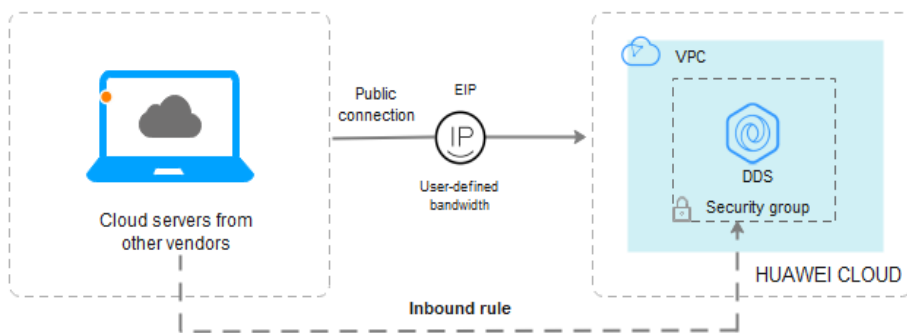 Cloud servers from
other vendors
Public
connection
EIP
IP
User-defined
bandwidth
VPC
DDS
Security group
HUAWEI CLOUD
Inbound rule